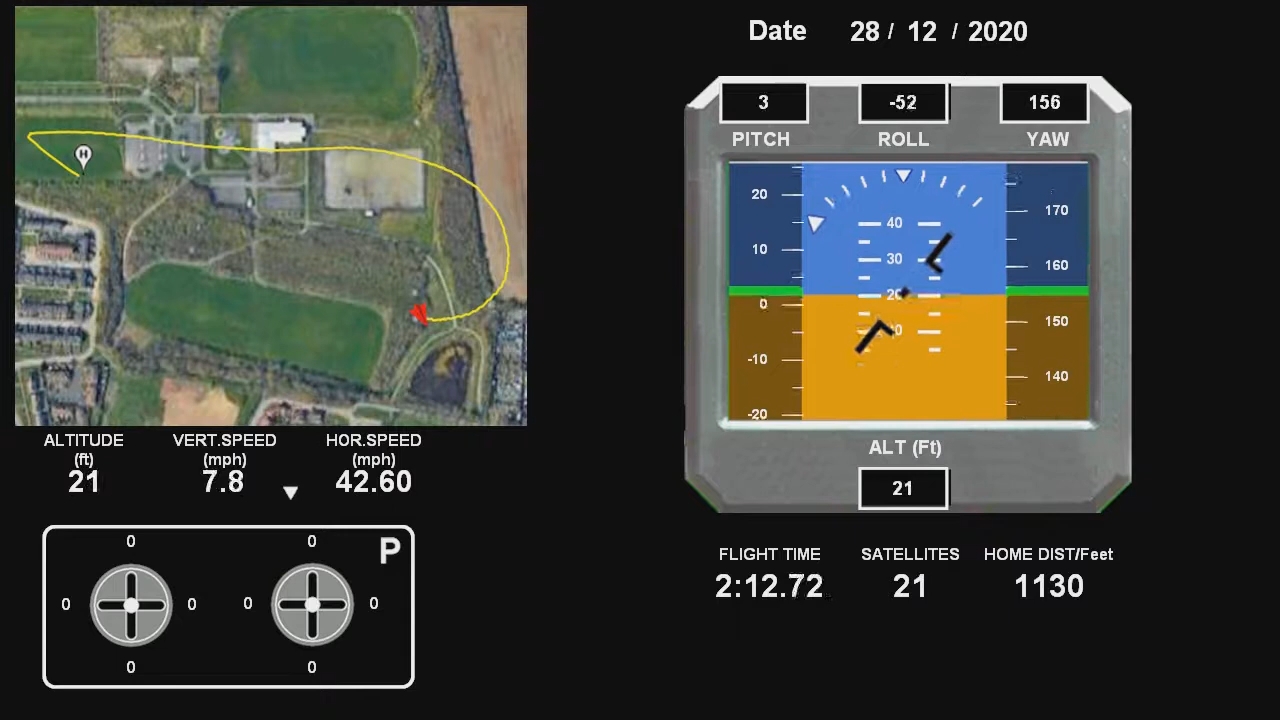 Date 28 / 12 / 2020
3 -52 156
PITCH ROLL YAW
H
20
10
0
-10
-20
40
30
20
170
160
150
140
ALTITUDE (ft) 21
VERT.SPEED (mph) 7.8
HOR.SPEED (mph) 42.60
ALT (Ft)
21
P
0 0
0 0 0 0
0 0
FLIGHT TIME SATELLITES HOME DIST/Feet
2:12.72 21 1130